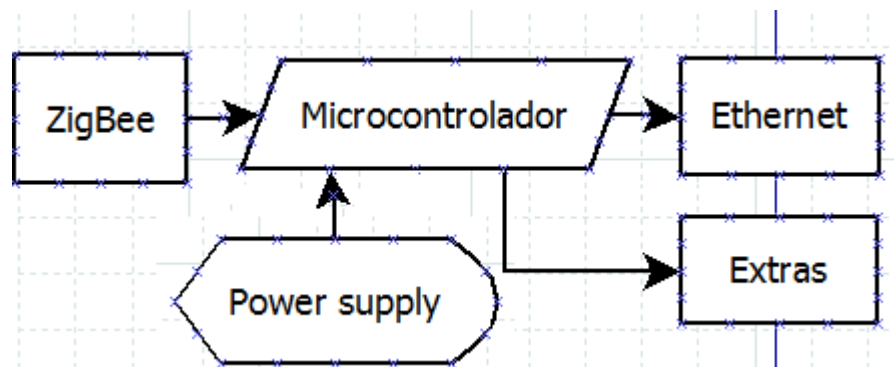 ZigBee
Microcontrolador
Ethernet
Extras
Power supply